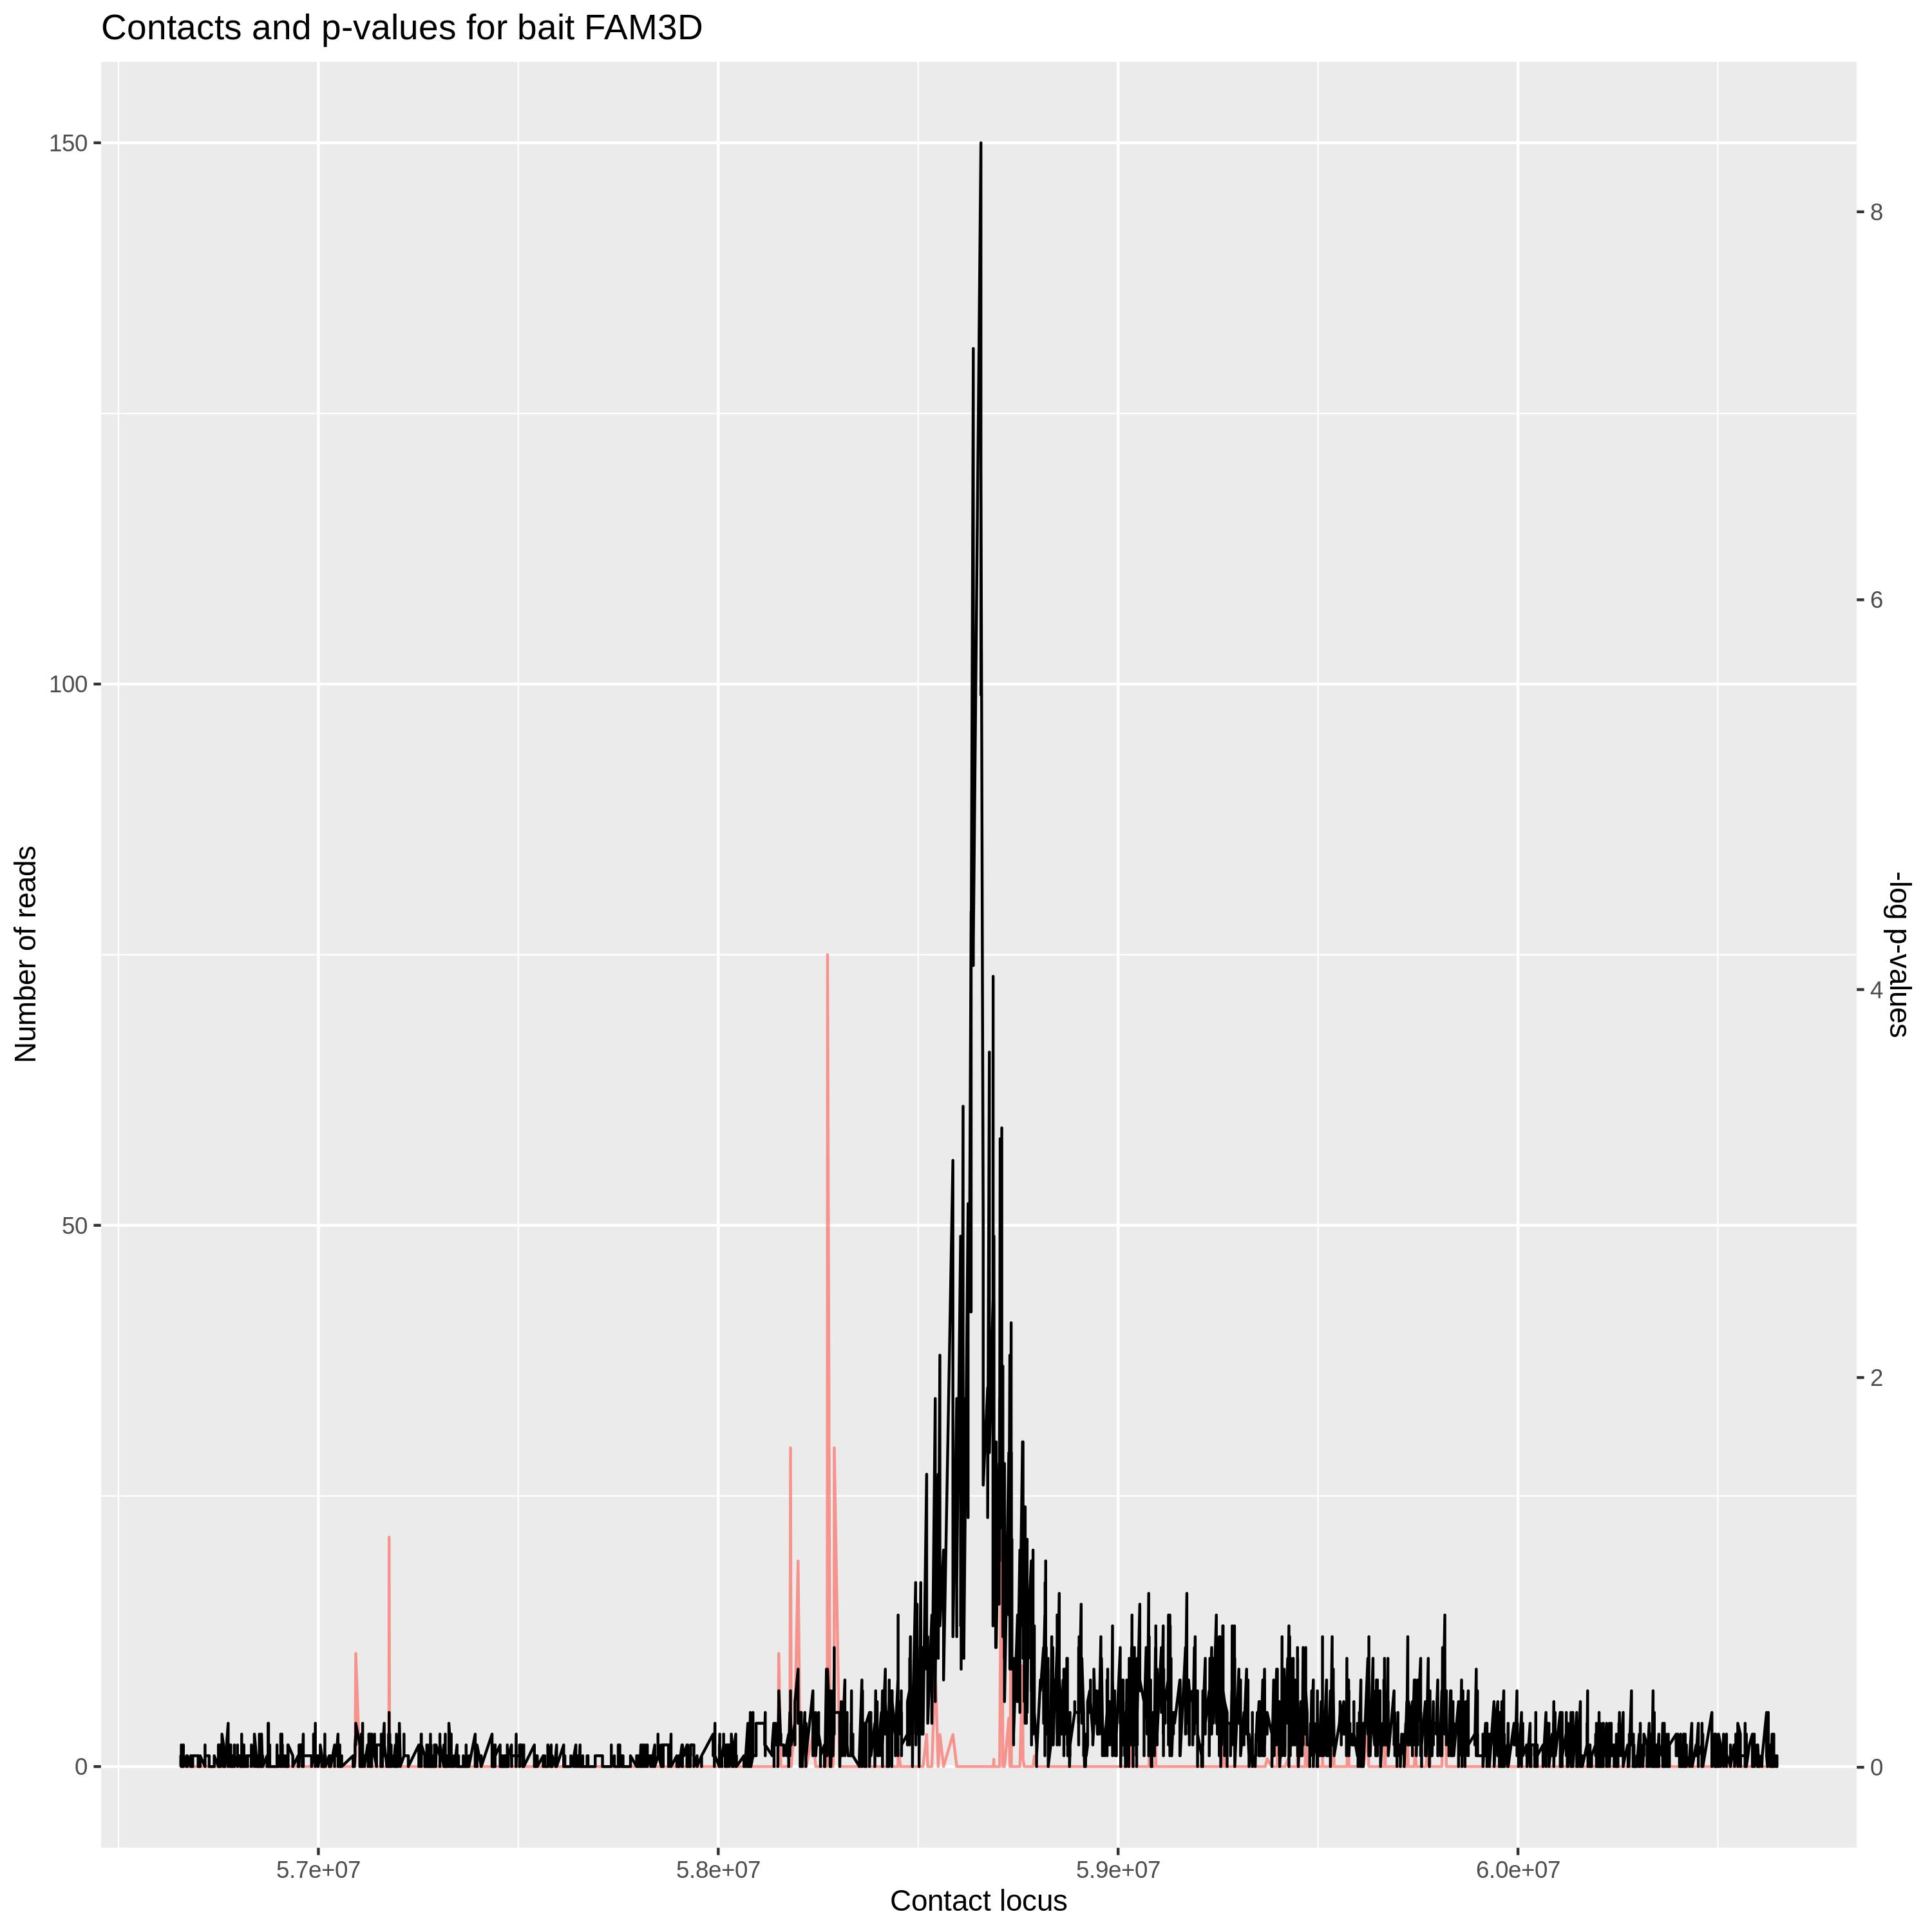 Contacts and p-values for bait FAM3D
Number of reads
150
100
50
0
8
6
4
2
0
-log p-values
5.7e+07
5.8e+07
5.9e+07
6.0e+07
Contact locus